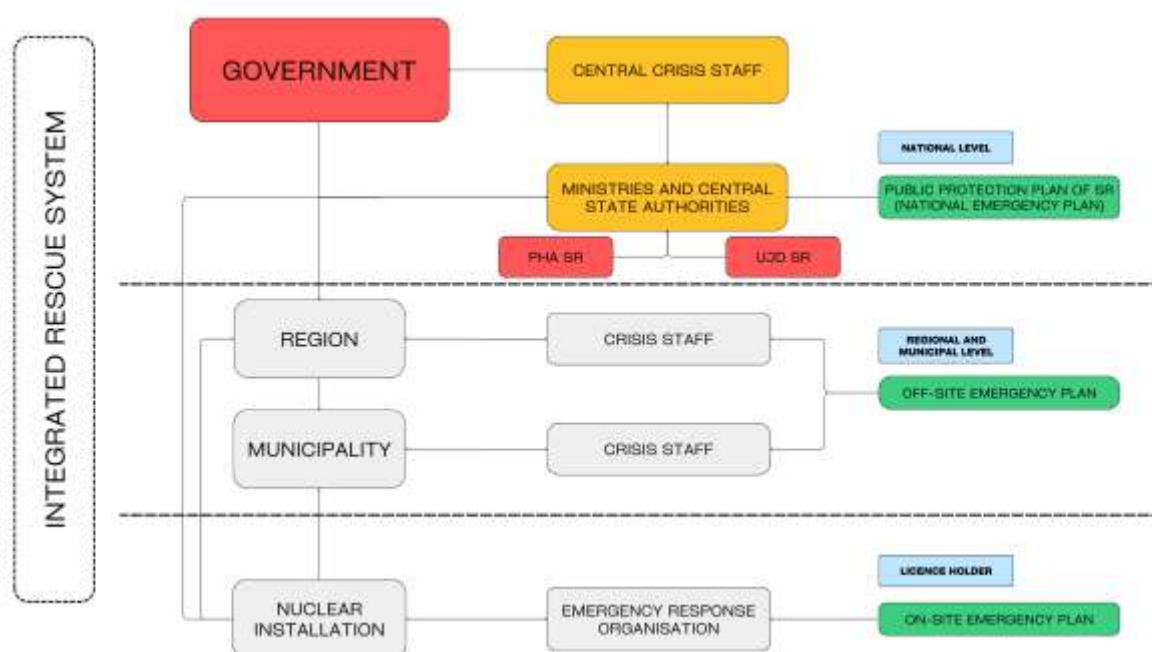 INTEGRATED RESCUE SYSTEM
GOVERNMENT
CENTRAL CRISIS STAFF
NATIONAL LEVEL
MINISTRIES AND CENTRAL
STATE AUTHORITIES
PUBLIC PROTECTION PLAN OF SR
(NATIONAL EMERGENCY PLAN)
PHA SR
UJD SR
REGION
CRISIS STAFF
REGIONAL AND
MUNICIPAL LEVEL
OFF-SITE EMERGENCY PLAN
MUNICIPALITY
CRISIS STAFF
LICENCE HOLDER
NUCLEAR
INSTALLATION
EMERGENCY RESPONSE
ORGANISATION
ON-SITE EMERGENCY PLAN